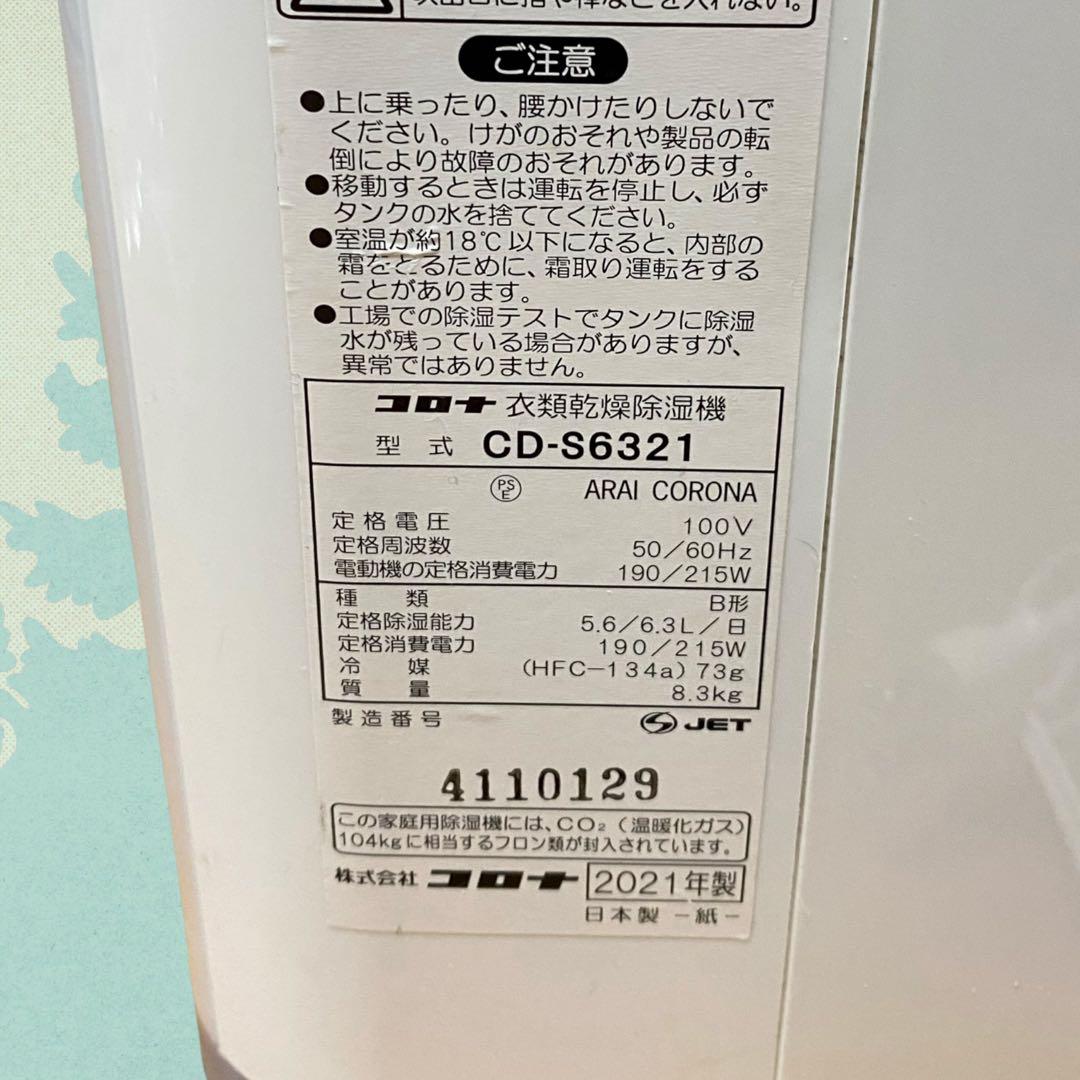 吹出口に指や棒などを入れない。
ご注意
●上に乗ったり、腰かけたりしないで
ください。けがのおそれや製品の転
倒により故障のおそれがあります。
●移動するときは運転を停止し、必ず
タンクの水を捨ててください。
●室温が約18℃以下になると、内部の
霜をとるために、霜取り運転をする
ことがあります。
●工場での除湿テストでタンクに除湿
水が残っている場合がありますが、
異常ではありません。
コロナ 衣類乾燥除湿機
型式 CD-S6321
PSE ARAI CORONA
定格電圧 100V
定格周波数 50/60Hz
電動機の定格消費電力 190/215W
種類 B形
定格除湿能力 5.6/6.3L/日
定格消費電力 190/215W
冷媒 (HFC-134a) 73g
質量 8.3kg
製造番号 JET
4110129
この家庭用除湿機には、CO₂(温暖化ガス)
104kgに相当するフロン類が封入されています。
株式会社 コロナ 2021年製
日本製 -紙-